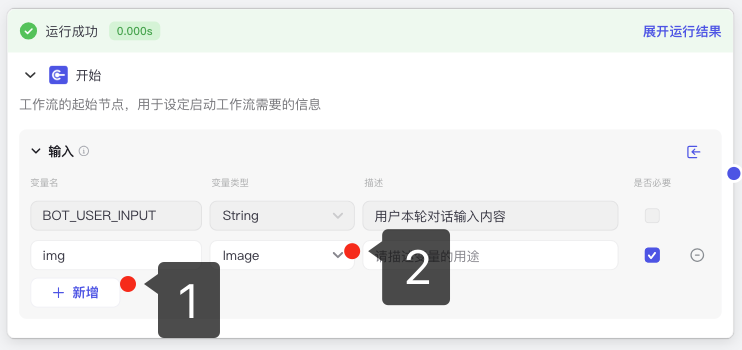 运行成功 0.000s 展开运行结果
开始
工作流的起始节点，用于设定启动工作流需要的信息
输入
变量名 变量类型 描述 是否必要
BOT_USER_INPUT String 用户本轮对话输入内容
img Image 请描述变量的用途
+ 新增
1
2